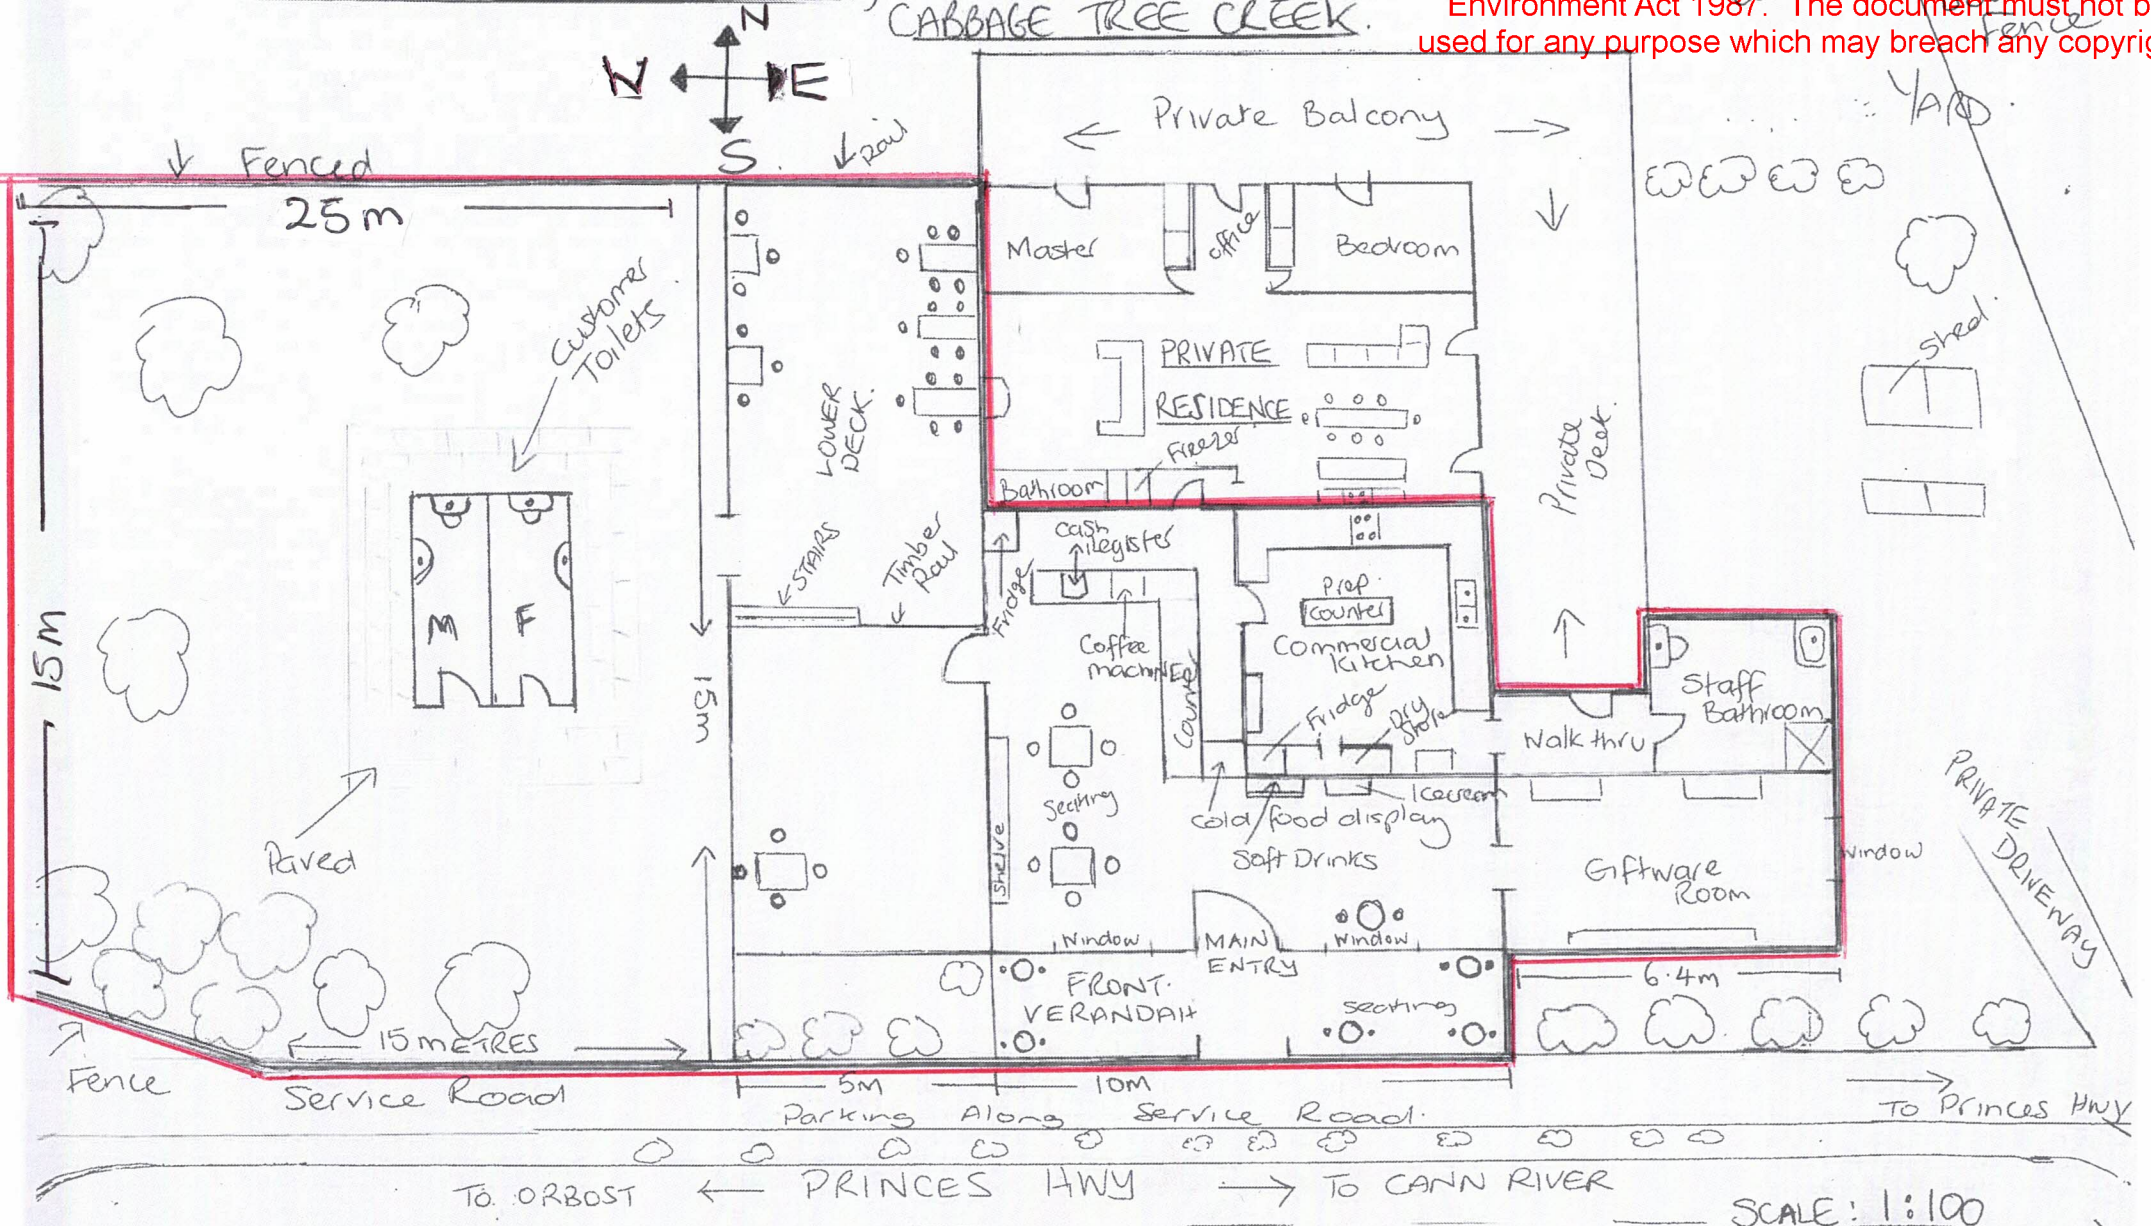 CABBAGE TREE CREEK.
Environment Act 1987. The document must not b
used for any purpose which may breach any copyrig
Fence
N
W
E
S
Rail
Private Balcony
YARD.
Fenced
25m
Master
office
Bedroom
Customer
Toilets
shed
PRIVATE
RESIDENCE
LOWER
DECK.
Private
Deck.
Freezer
Bathroom
STAIRS
Timber
Rail
Fridge
Cash
Register
Prep
Counter
Commercial
Kitchen
Coffee
machine
Counter
M
F
15m
15m
Staff
Bathroom
Walk thru
Fridge
Dry
Store
Icecream
Cold/food display
Soft Drinks
Seating
Shelve
Paved
Giftware
Room
Window
PRIVATE
DRIVEWAY
Window
MAIN
ENTRY
Window
FRONT.
VERANDAH
Seating
6.4m
15 METRES
Fence
Service Road
5M
10M
Parking Along Service Road.
To Princes Hwy
To ORBOST
PRINCES HWY
TO CANN RIVER
SCALE: 1:100